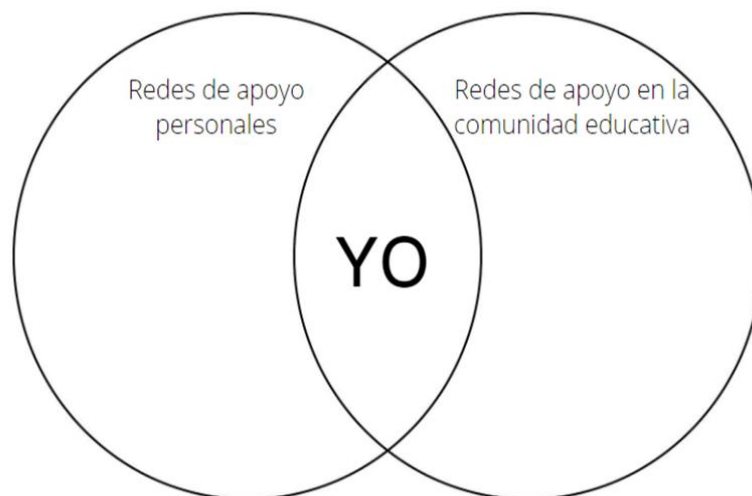 Redes de apoyo
personales
Redes de apoyo en la
comunidad educativa
YO